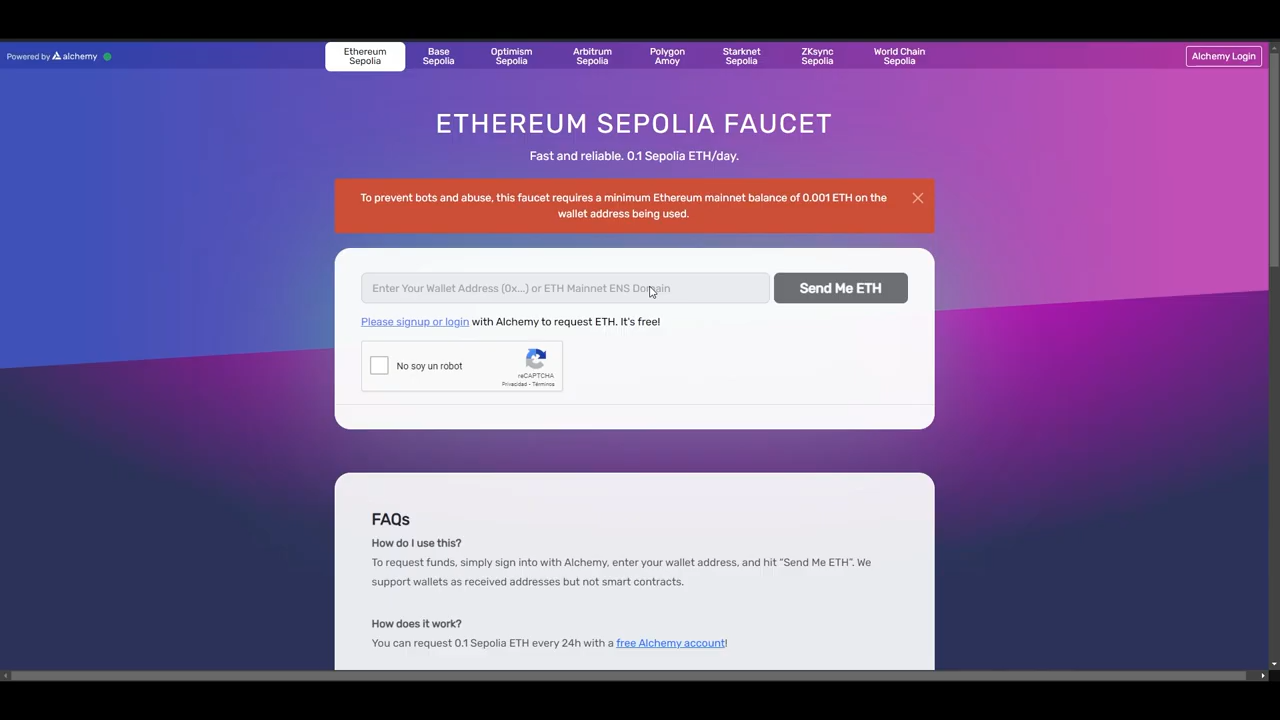 Powered by alchemy
Ethereum Sepolia
Base Sepolia
Optimism Sepolia
Arbitrum Sepolia
Polygon Amoy
Starknet Sepolia
ZKsync Sepolia
World Chain Sepolia
Alchemy Login
ETHEREUM SEPOLIA FAUCET
Fast and reliable. 0.1 Sepolia ETH/day.
To prevent bots and abuse, this faucet requires a minimum Ethereum mainnet balance of 0.001 ETH on the
wallet address being used.
Enter Your Wallet Address (0x...) or ETH Mainnet ENS Domain
Send Me ETH
Please signup or login with Alchemy to request ETH. It's free!
No soy un robot
reCAPTCHA
Privacidad - Términos
FAQs
How do I use this?
To request funds, simply sign into with Alchemy, enter your wallet address, and hit “Send Me ETH”. We
support wallets as received addresses but not smart contracts.
How does it work?
You can request 0.1 Sepolia ETH every 24h with a free Alchemy account!